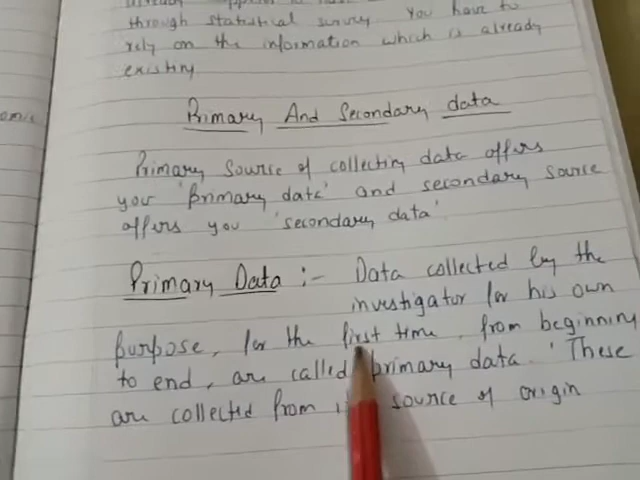 already
through statistical survey You have to
rely on the information which is already
existing
Primary And Secondary data
Primary source of collecting data offers
you 'primary data' and secondary source
offers you 'secondary data'
Primary Data :- Data collected by the
investigator for his own
purpose, for the first time, from beginning
to end, are called primary data. These
are collected from source of origin